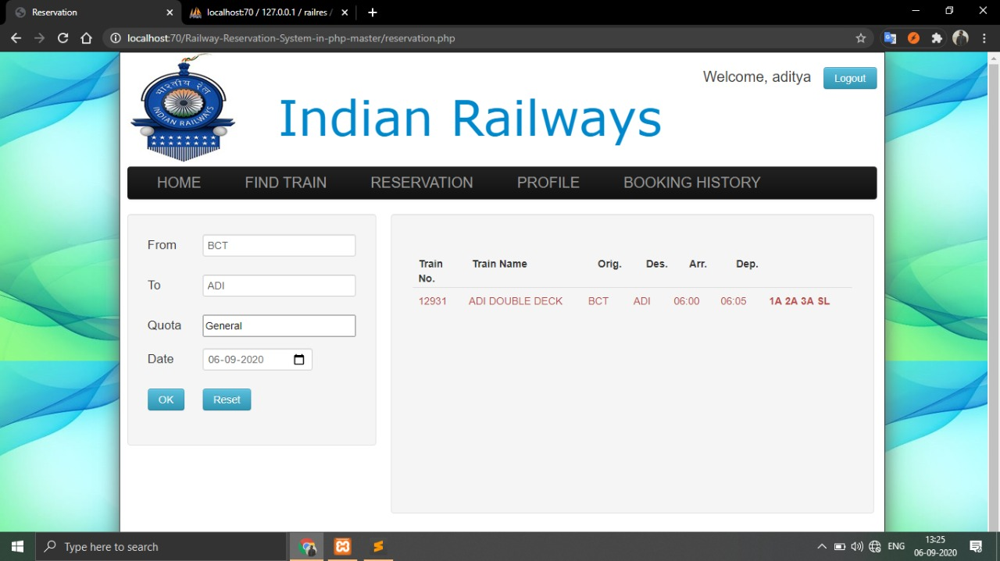 Reservation
localhost:70 / 127.0.0.1 / railres /
localhost:70/Railway-Reservation-System-in-php-master/reservation.php
भारतीय रेल
INDIAN RAILWAYS
Welcome, aditya Logout
Indian Railways
HOME FIND TRAIN RESERVATION PROFILE BOOKING HISTORY
From BCT
To ADI
Quota General
Date 06-09-2020
OK Reset
Train No. Train Name Orig. Des. Arr. Dep.
12931 ADI DOUBLE DECK BCT ADI 06:00 06:05 1A 2A 3A SL
Type here to search
ENG
13:25
06-09-2020